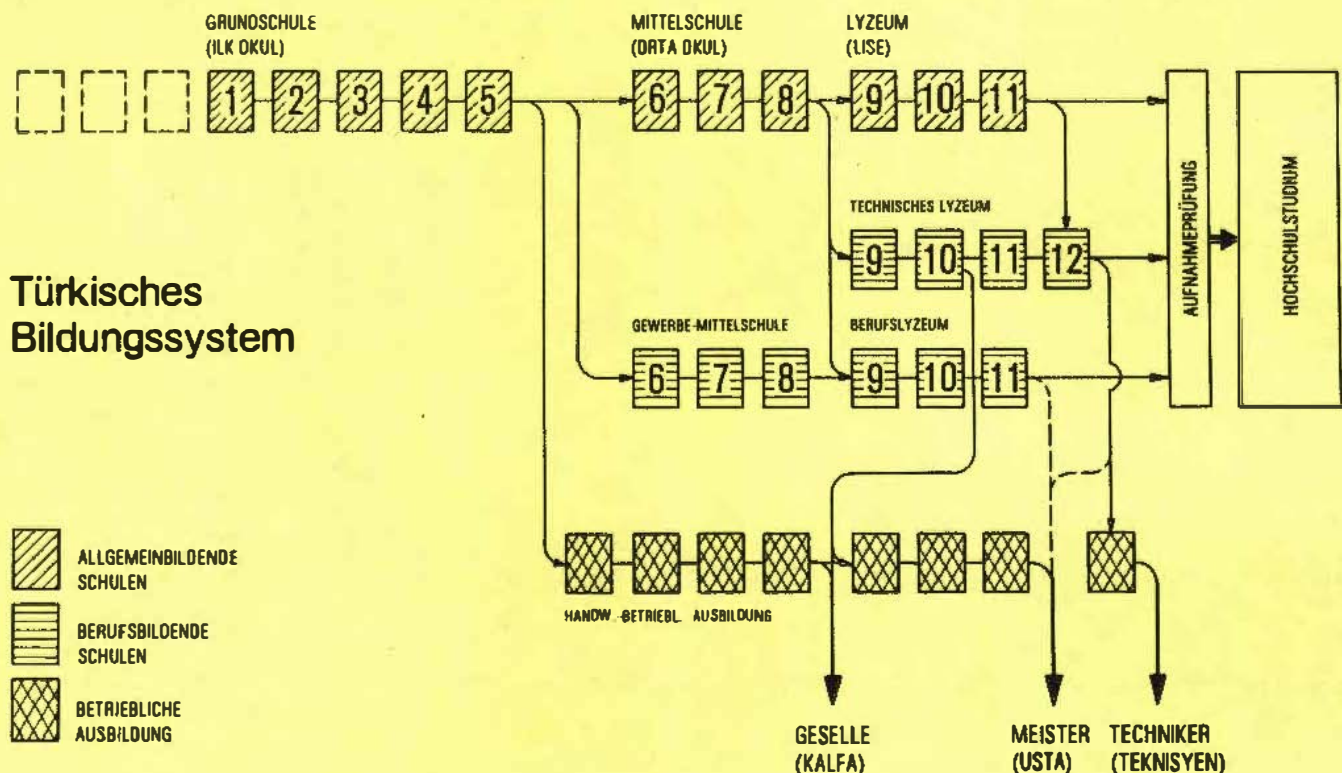 GRUNDSCHULE
(ILK OKUL)
MITTELSCHULE
(ORTA OKUL)
LYZEUM
(LISE)
1 2 3 4 5 6 7 8 9 10 11
TECHNISCHES LYZEUM
9 10 11 12
Türkisches
Bildungssystem
GEWERBE-MITTELSCHULE
BERUFSLYZEUM
6 7 8 9 10 11
AUFNAHMEPRÜFUNG
HOCHSCHULSTUDIUM
ALLGEMEINBILDENDE
SCHULEN
BERUFSBILDENDE
SCHULEN
BETRIEBLICHE
AUSBILDUNG
HANDW.-BETRIEBL. AUSBILDUNG
GESELLE
(KALFA)
MEISTER
(USTA)
TECHNIKER
(TEKNISYEN)